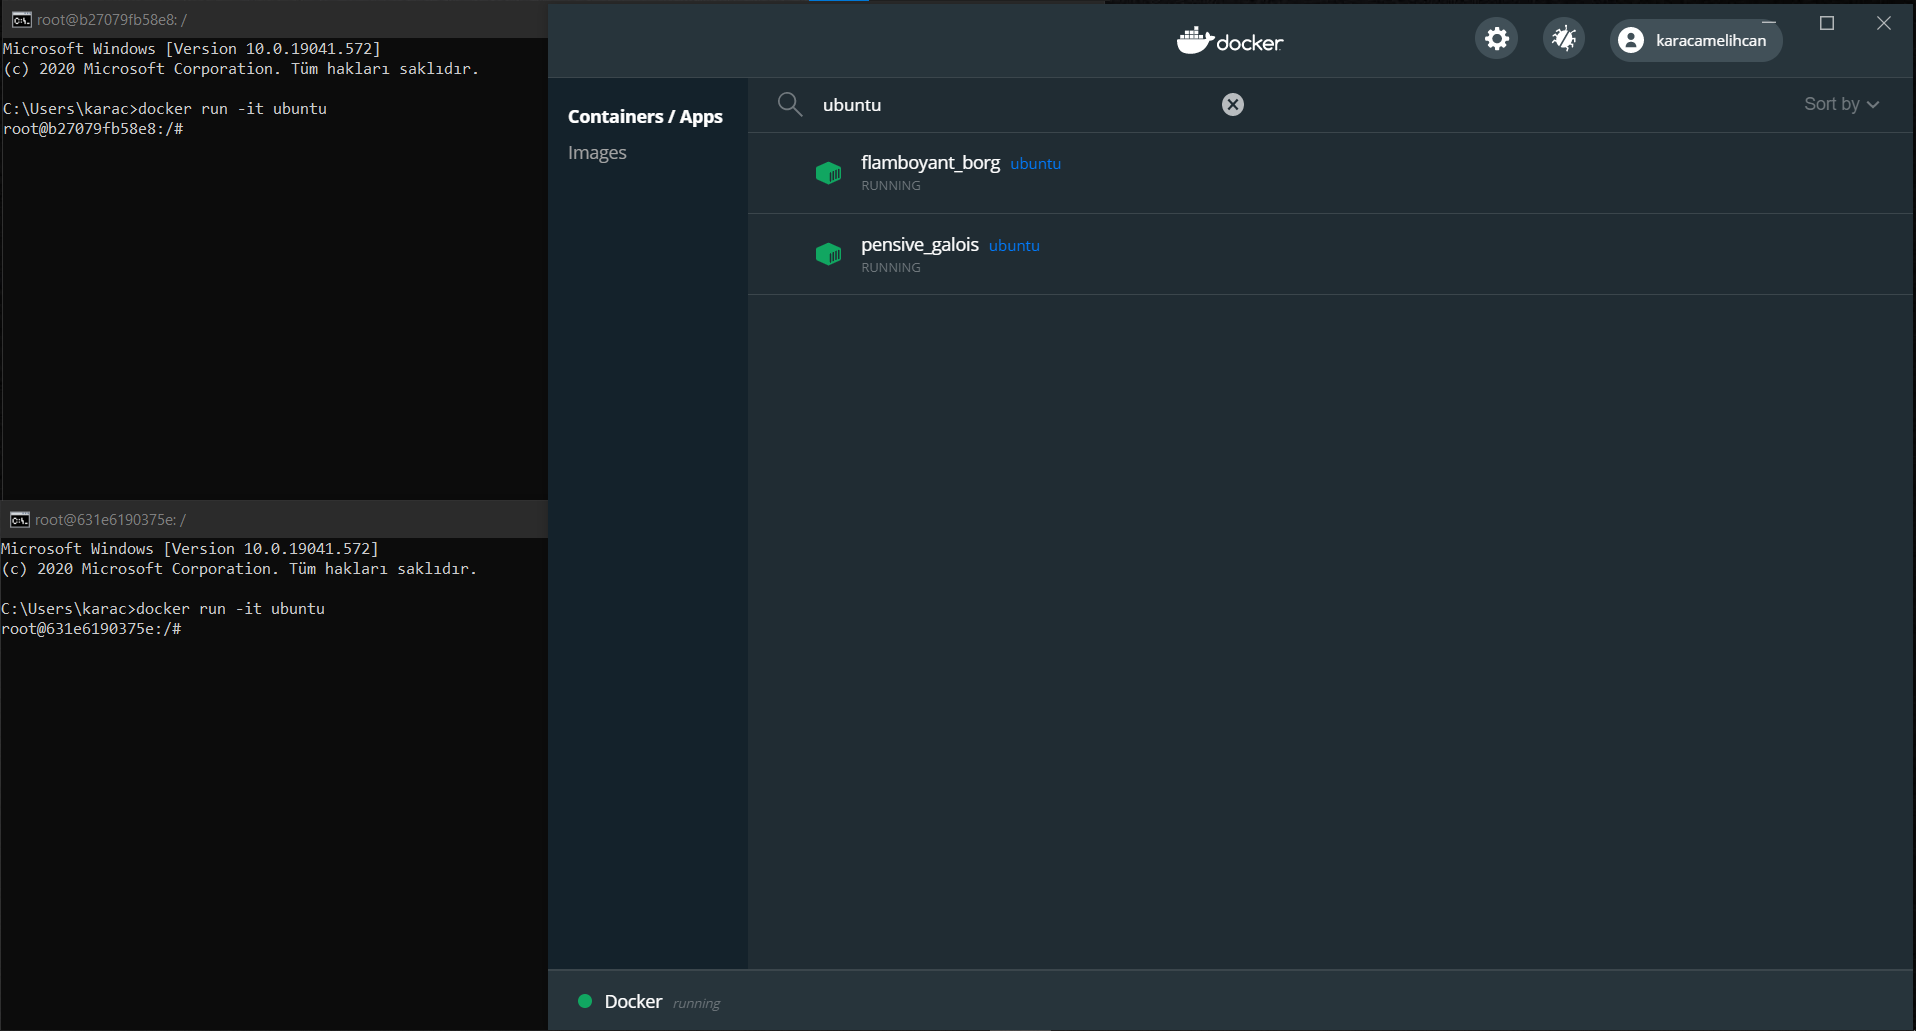 root@b27079fb58e8: /
Microsoft Windows [Version 10.0.19041.572]
(c) 2020 Microsoft Corporation. Tüm hakları saklıdır.
C:\Users\karac>docker run -it ubuntu
root@b27079fb58e8:/#
root@631e6190375e: /
Microsoft Windows [Version 10.0.19041.572]
(c) 2020 Microsoft Corporation. Tüm hakları saklıdır.
C:\Users\karac>docker run -it ubuntu
root@631e6190375e:/#
docker
karacamelihcan
Containers / Apps
Images
ubuntu
Sort by
flamboyant_borg ubuntu
RUNNING
pensive_galois ubuntu
RUNNING
Docker running